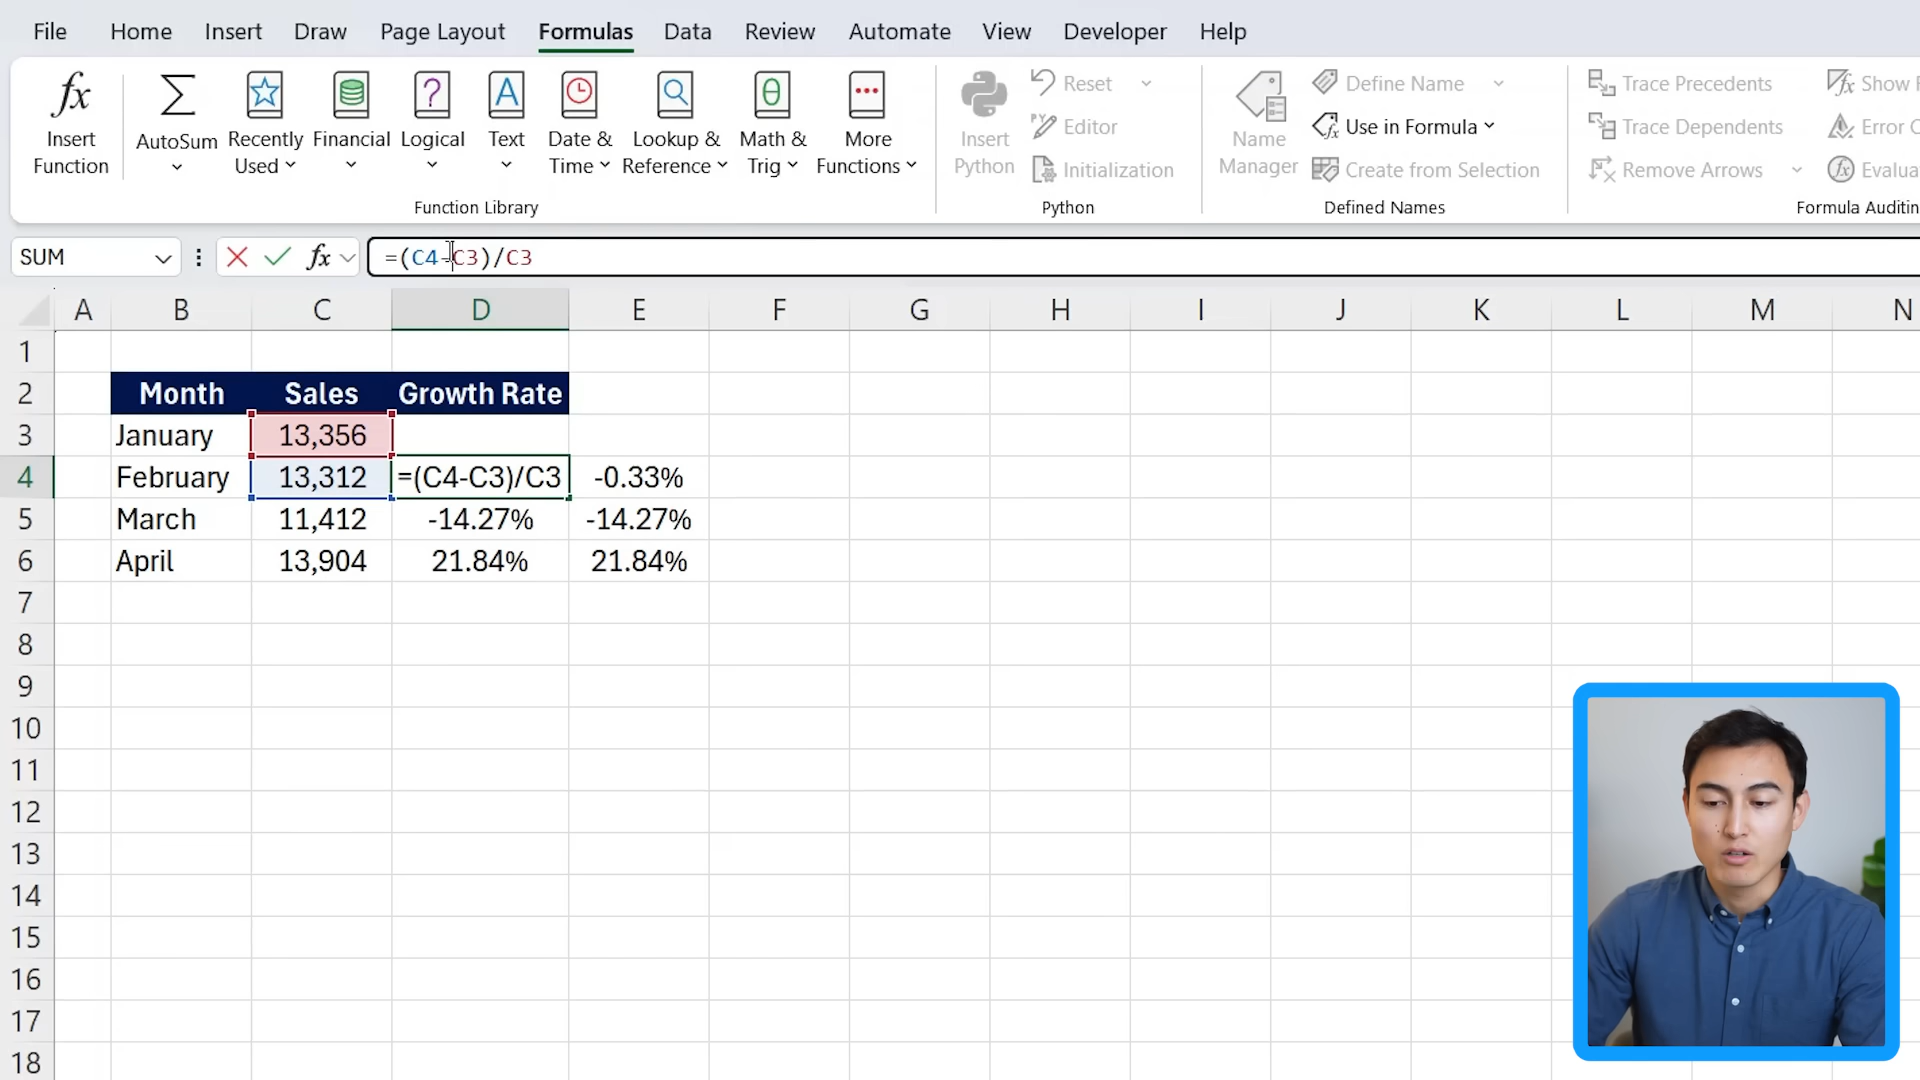 File Home Insert Draw Page Layout Formulas Data Review Automate View Developer Help
fx Insert Function
AutoSum
Recently Used
Financial
Logical
Text
Date & Time
Lookup & Reference
Math & Trig
More Functions
Function Library
Insert Python
Reset
Editor
Initialization
Python
Name Manager
Define Name
Use in Formula
Create from Selection
Defined Names
Trace Precedents
Trace Dependents
Remove Arrows
Show
Error
Formula
SUM fx =(C4-C3)/C3
A B C D E F G H I J K L M N
1
2 Month Sales Growth Rate
3 January 13,356
4 February 13,312 =(C4-C3)/C3 -0.33%
5 March 11,412 -14.27% -14.27%
6 April 13,904 21.84% 21.84%
7
8
9
10
11
12
13
14
15
16
17
18